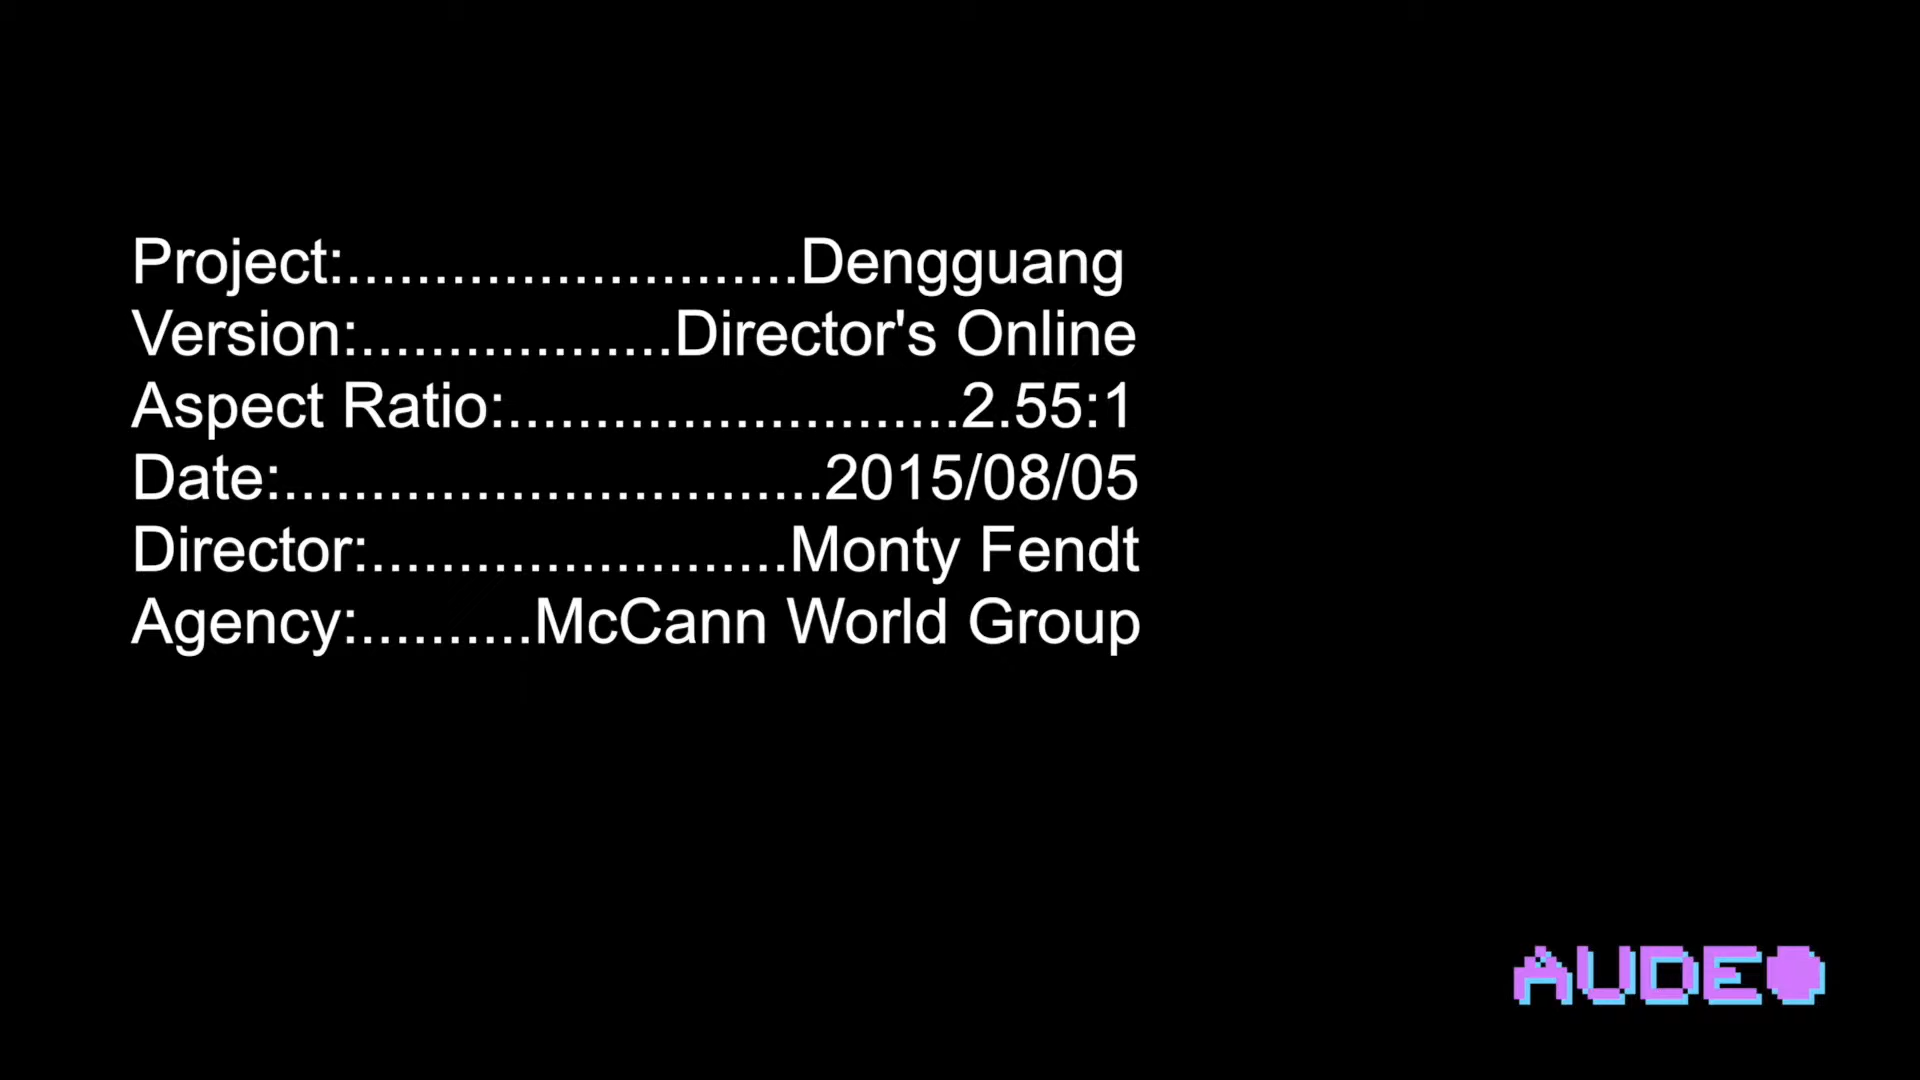 Project:..........................Dengguang
Version:..................Director's Online
Aspect Ratio:..........................2.55:1
Date:...............................2015/08/05
Director:........................Monty Fendt
Agency:..........McCann World Group
AUDEO